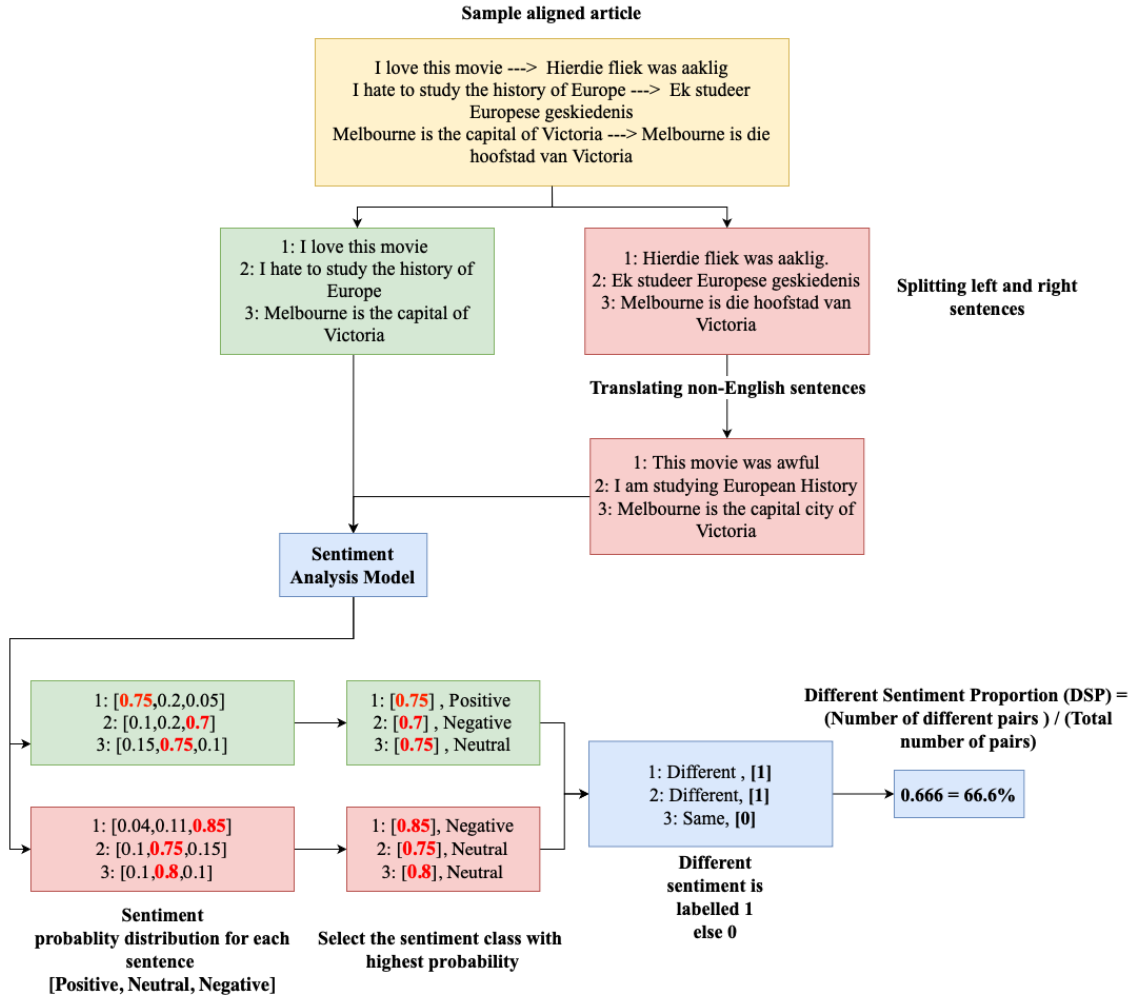 Sample aligned article
I love this movie ---> Hierdie fliek was aaklig
I hate to study the history of Europe ---> Ek studeer
Europese geskiedenis
Melbourne is the capital of Victoria ---> Melbourne is die
hoofstad van Victoria
1: I love this movie
2: I hate to study the history of
Europe
3: Melbourne is the capital of
Victoria
1: Hierdie fliek was aaklig.
2: Ek studeer Europese geskiedenis
3: Melbourne is die hoofstad van
Victoria
Splitting left and right
sentences
Translating non-English sentences
1: This movie was awful
2: I am studying European History
3: Melbourne is the capital city of
Victoria
Sentiment
Analysis Model
1: [0.75,0.2,0.05]
2: [0.1,0.2,0.7]
3: [0.15,0.75,0.1]
1: [0.75] , Positive
2: [0.7] , Negative
3: [0.75] , Neutral
1: [0.04,0.11,0.85]
2: [0.1,0.75,0.15]
3: [0.1,0.8,0.1]
1: [0.85], Negative
2: [0.75], Neutral
3: [0.8], Neutral
1: Different , [1]
2: Different, [1]
3: Same, [0]
Different Sentiment Proportion (DSP) =
(Number of different pairs ) / (Total
number of pairs)
0.666 = 66.6%
Sentiment
probablity distribution for each
sentence
[Positive, Neutral, Negative]
Select the sentiment class with
highest probability
Different
sentiment is
labelled 1
else 0